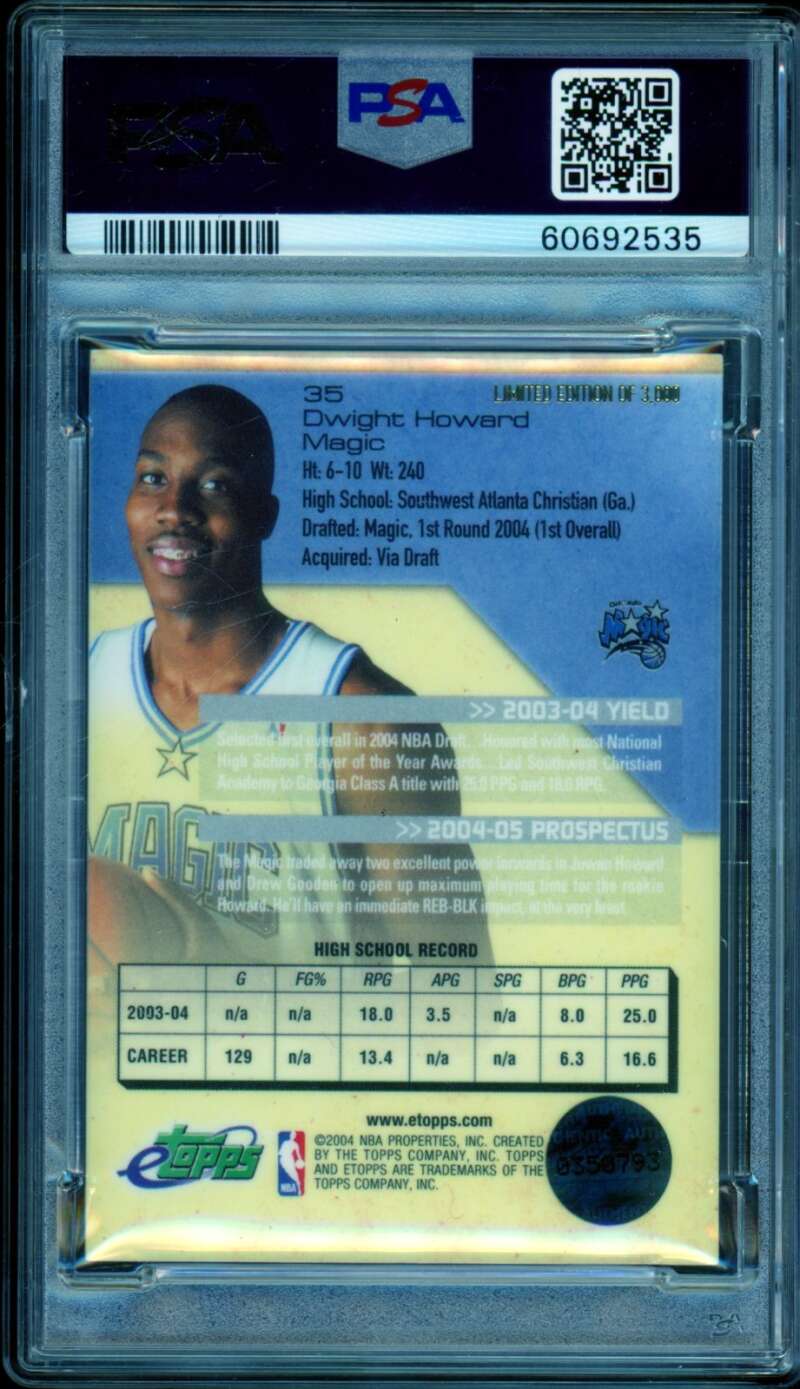 PSA
PSA
60692535
35
LIMITED EDITION OF 3,000
Dwight Howard
Magic
Ht: 6-10 Wt: 240
High School: Southwest Atlanta Christian (Ga.)
Drafted: Magic, 1st Round 2004 (1st Overall)
Acquired: Via Draft
MAGIC
>> 2003-04 YIELD
Selected first overall in 2004 NBA Draft...Honored with most National
High School Player of the Year Awards...Led Southwest Christian
Academy to Georgia Class A title with 25.0 PPG and 18.0 RPG.
MAGIC
>> 2004-05 PROSPECTUS
The Magic traded away two excellent power forwards in Juwan Howard
and Drew Gooden to open up maximum playing time for the rookie
Howard. He'll have an immediate REB-BLK impact, at the very least.
HIGH SCHOOL RECORD
G FG% RPG APG SPG BPG PPG
2003-04 n/a n/a 18.0 3.5 n/a 8.0 25.0
CAREER 129 n/a 13.4 n/a n/a 6.3 16.6
www.etopps.com
etopps
NBA
©2004 NBA PROPERTIES, INC. CREATED
BY THE TOPPS COMPANY, INC. TOPPS
AND ETOPPS ARE TRADEMARKS OF THE
TOPPS COMPANY, INC.
0350793
PSA